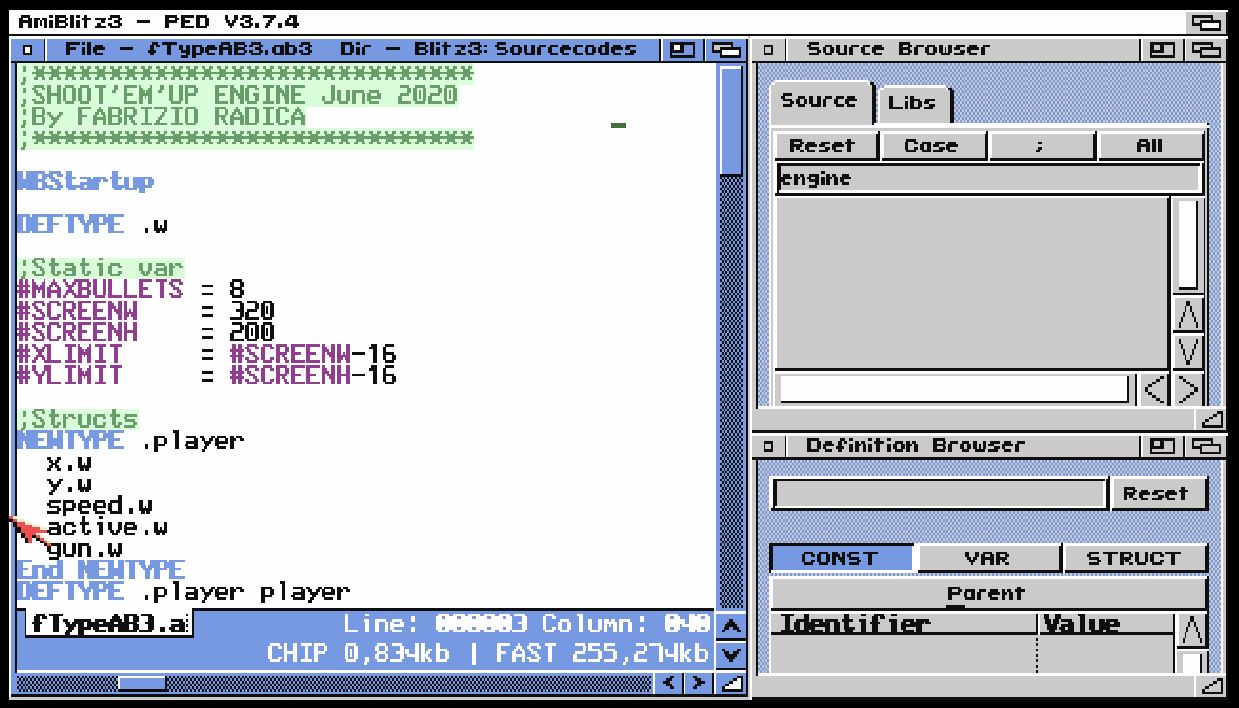 AmiBlitz3 - PED V3.7.4
File - fTypeAB3.ab3 Dir - Blitz3:Sourcecodes
;*****************************
;SHOOT'EM'UP ENGINE June 2020
;By FABRIZIO RADICA
;*****************************
WBStartup
DEFTYPE .w
;Static var
#MAXBULLETS = 8
#SCREENW = 320
#SCREENH = 200
#XLIMIT = #SCREENW-16
#YLIMIT = #SCREENH-16
;Structs
NEWTYPE .player
x.w
y.w
speed.w
active.w
gun.w
End NEWTYPE
DEFTYPE .player player
fTypeAB3.a
Line: Column:
CHIP 0,834kb | FAST 255,274kb
Source Browser
Source Libs
Reset Case ; All
engine
Definition Browser
Reset
CONST VAR STRUCT
Parent
Identifier Value